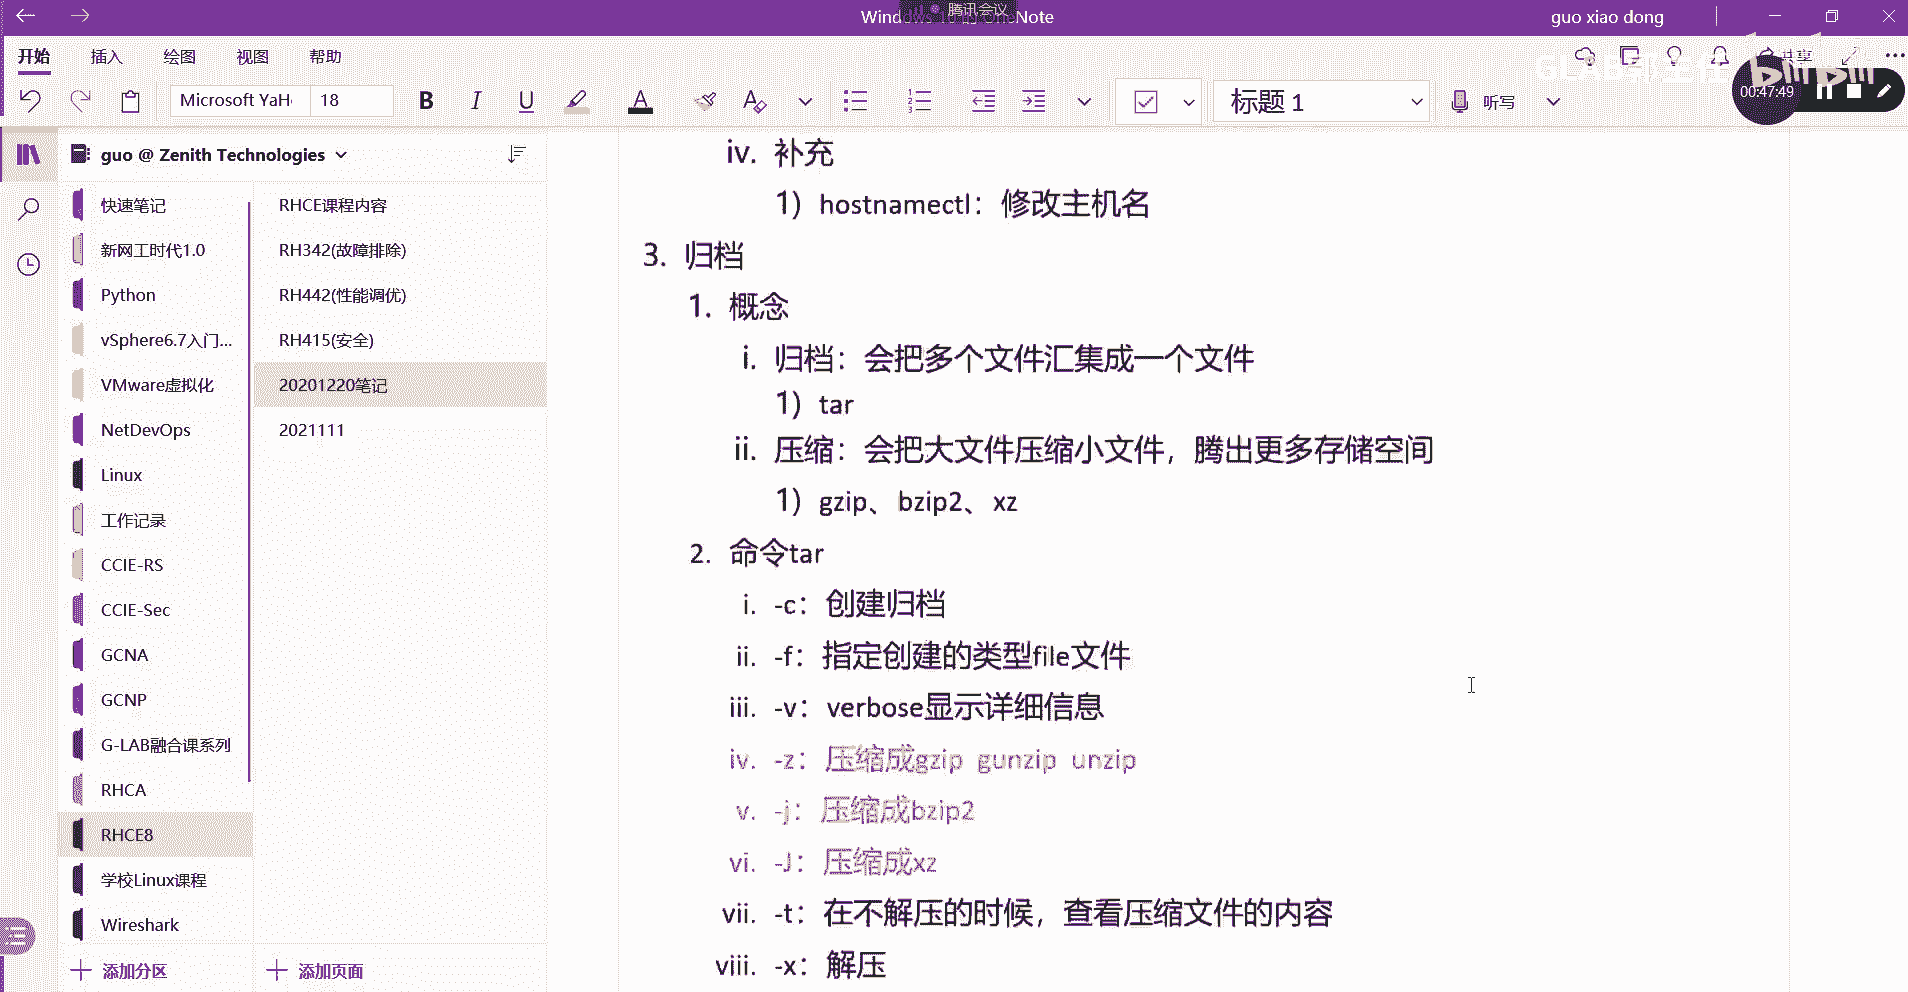 腾讯会议
guo xiao dong
开始 插入 绘图 视图 帮助
共享
00:47:49
Microsoft YaH 18 B I U A 标题 1 听写
guo @ Zenith Technologies
快速笔记
新网工时代1.0
Python
vSphere6.7入门...
VMware虚拟化
NetDevOps
Linux
工作记录
CCIE-RS
CCIE-Sec
GCNA
GCNP
G-LAB融合课系列
RHCA
RHCE8
学校Linux课程
Wireshark
添加分区
RHCE课程内容
RH342(故障排除)
RH442(性能调优)
RH415(安全)
20201220笔记
2021111
添加页面
iv. 补充
1) hostnamectl：修改主机名
3. 归档
1. 概念
i. 归档：会把多个文件汇集成一个文件
1) tar
ii. 压缩：会把大文件压缩小文件，腾出更多存储空间
1) gzip、bzip2、xz
2. 命令tar
i. -c：创建归档
ii. -f：指定创建的类型file文件
iii. -v：verbose显示详细信息
iv. -z：压缩成gzip gunzip unzip
v. -j：压缩成bzip2
vi. -J：压缩成xz
vii. -t：在不解压的时候，查看压缩文件的内容
viii. -x：解压